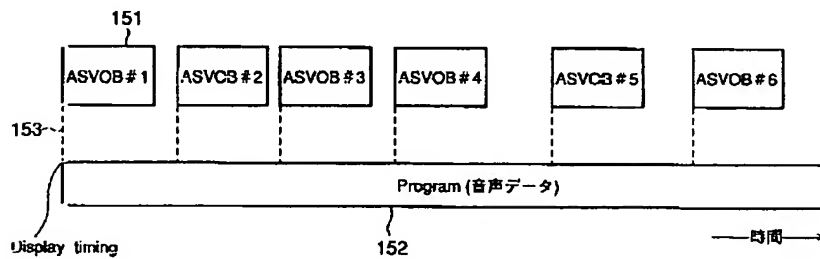 151
ASVOB#1
ASVCB#2
ASVOB#3
ASVOB#4
ASVCB#5
ASVOB#6
153
Program (音声データ)
Display timing
152
時間